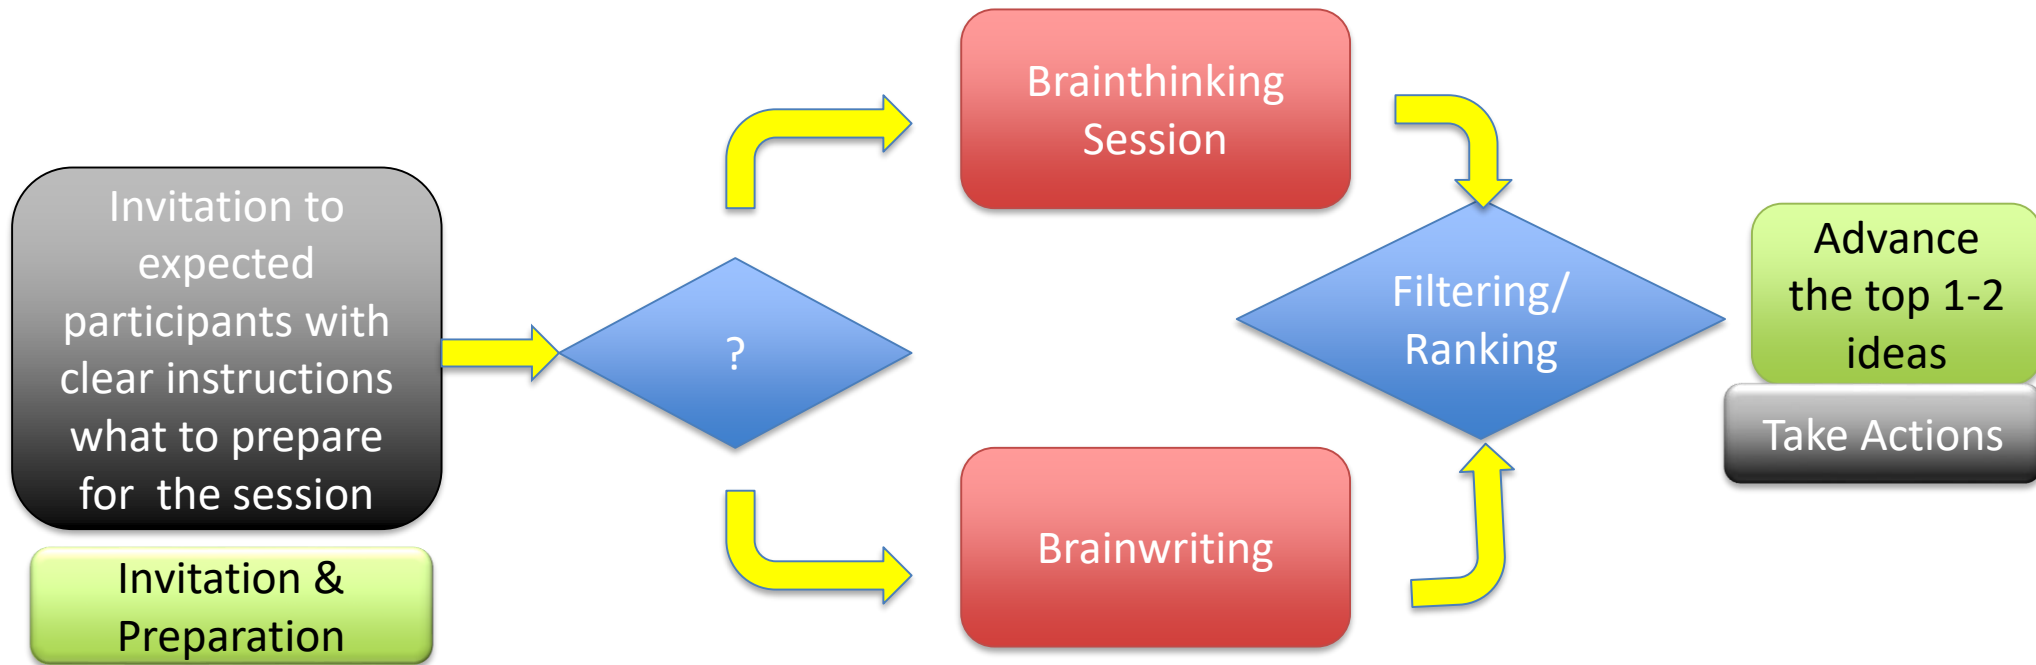 Invitation to
expected
participants with
clear instructions
what to prepare
for the session
Invitation &
Preparation
?
Brainthinking
Session
Brainwriting
Filtering/
Ranking
Advance
the top 1-2
ideas
Take Actions